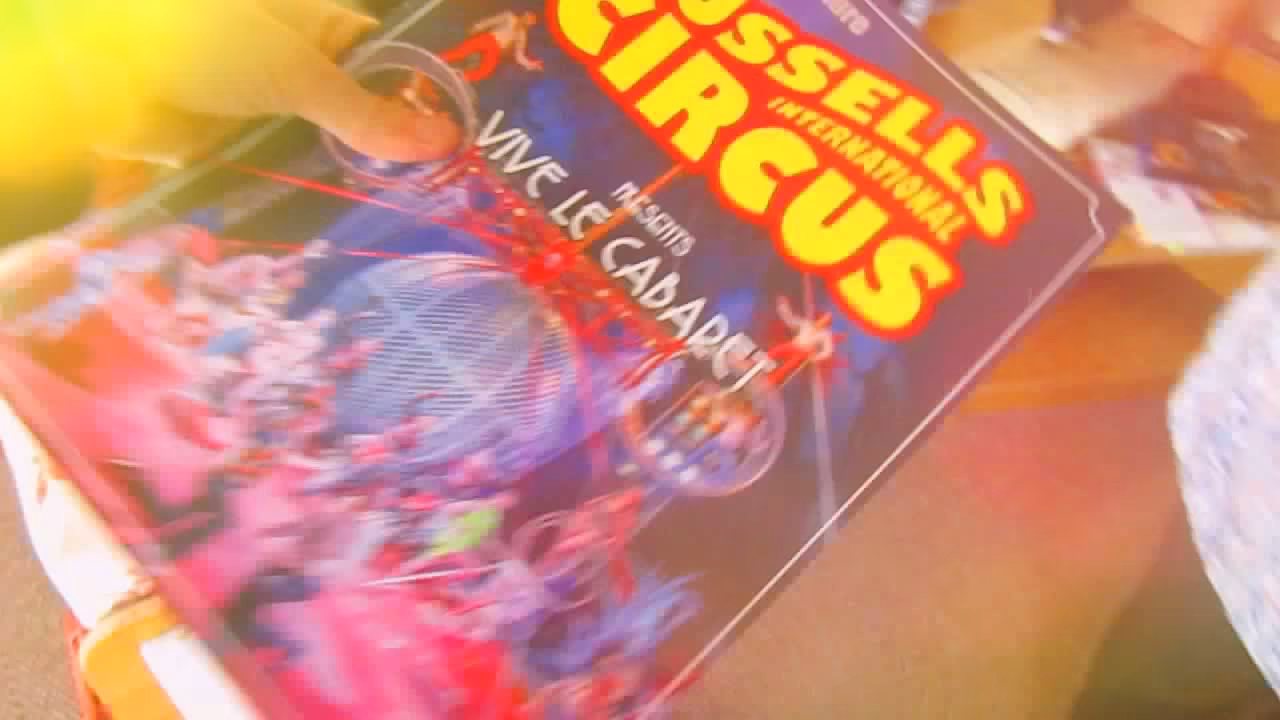 USSELLS
INTERNATIONAL
CIRCUS
PRESENTS
VIVE LE CABARET